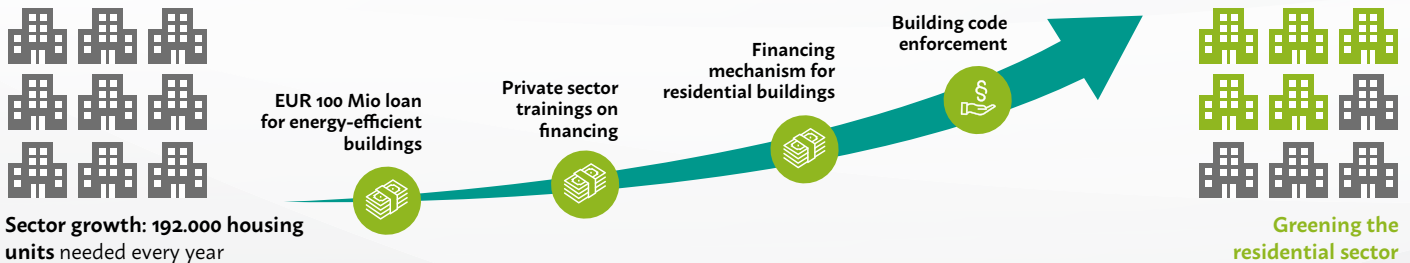 Sector growth: 192.000 housing
units needed every year
EUR 100 Mio loan
for energy-efficient
buildings
Private sector
trainings on
financing
Financing
mechanism for
residential buildings
Building code
enforcement
§
Greening the
residential sector